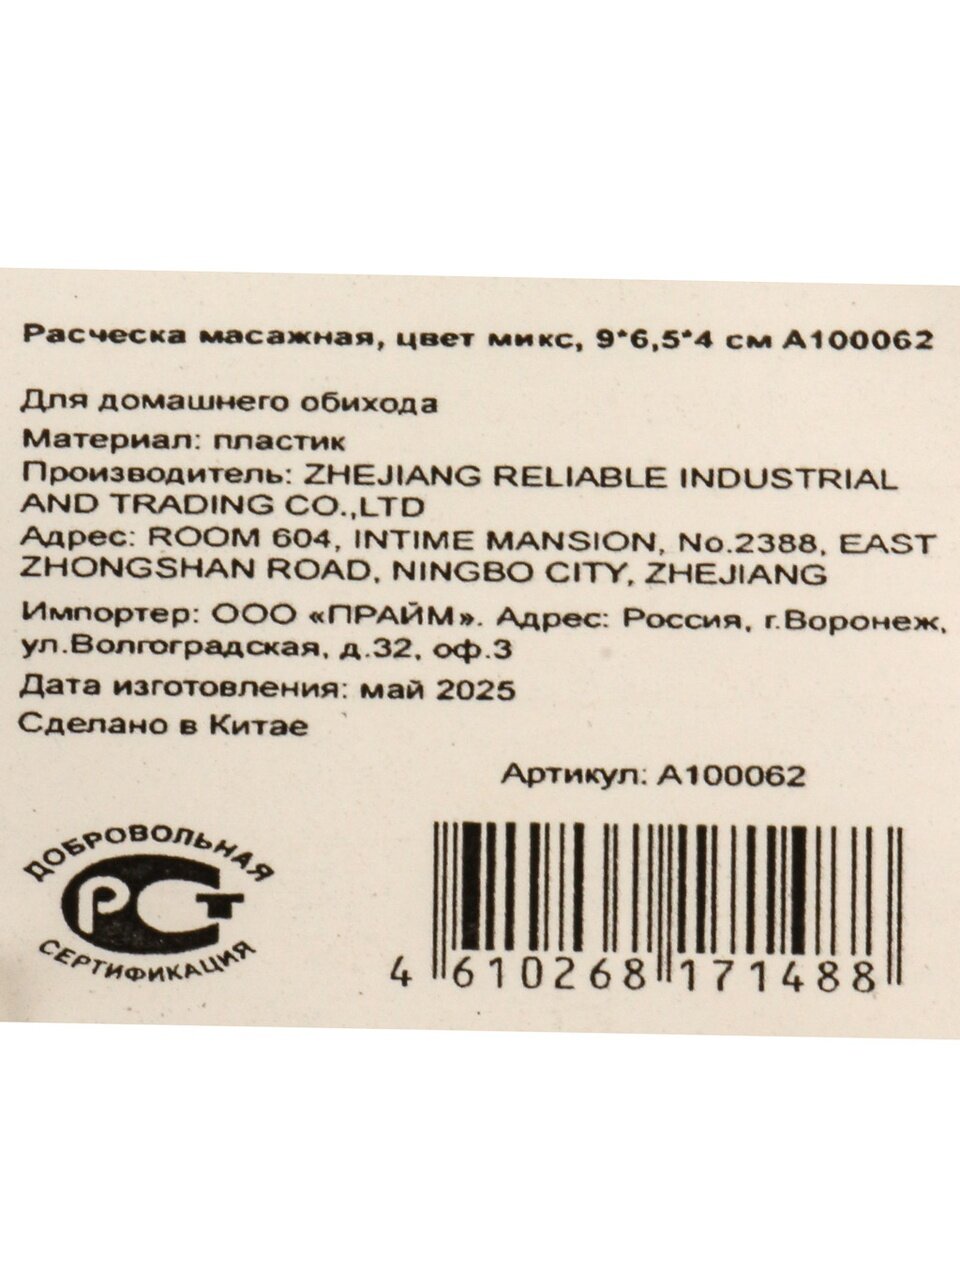 Расческа масажная, цвет микс, 9*6,5*4 см А100062
Для домашнего обихода
Материал: пластик
Производитель: ZHEJIANG RELIABLE INDUSTRIAL
AND TRADING CO.,LTD
Адрес: ROOM 604, INTIME MANSION, No.2388, EAST
ZHONGSHAN ROAD, NINGBO CITY, ZHEJIANG
Импортер: ООО «ПРАЙМ». Адрес: Россия, г.Воронеж,
ул.Волгоградская, д.32, оф.3
Дата изготовления: май 2025
Сделано в Китае
Артикул: А100062
ДОБРОВОЛЬНАЯ
РСТ
СЕРТИФИКАЦИЯ
4 610268 171488